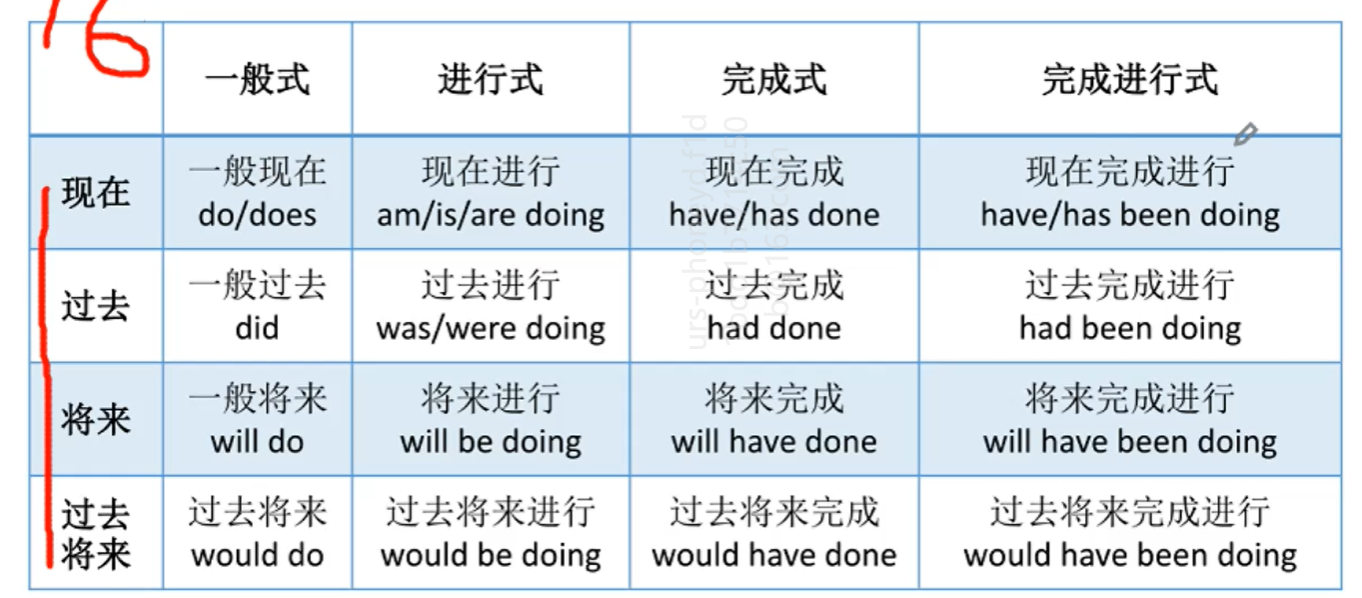 16
一般式 进行式 完成式 完成进行式
现在
一般现在 现在进行 现在完成 现在完成进行
do/does am/is/are doing have/has done have/has been doing
过去
一般过去 过去进行 过去完成 过去完成进行
did was/were doing had done had been doing
将来
一般将来 将来进行 将来完成 将来完成进行
will do will be doing will have done will have been doing
过去
将来
过去将来 过去将来进行 过去将来完成 过去将来完成进行
would do would be doing would have done would have been doing